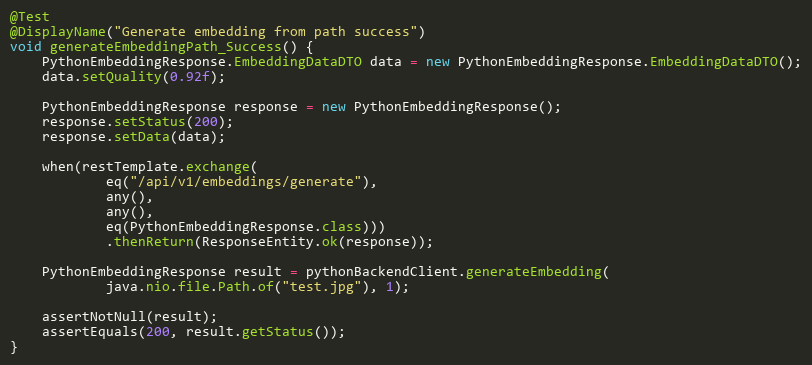 @Test
@DisplayName("Generate embedding from path success")
void generateEmbeddingPath_Success() {
    PythonEmbeddingResponse.EmbeddingDataDTO data = new PythonEmbeddingResponse.EmbeddingDataDTO();
    data.setQuality(0.92f);

    PythonEmbeddingResponse response = new PythonEmbeddingResponse();
    response.setStatus(200);
    response.setData(data);

    when(restTemplate.exchange(
            eq("/api/v1/embeddings/generate"),
            any(),
            any(),
            eq(PythonEmbeddingResponse.class)))
            .thenReturn(ResponseEntity.ok(response));

    PythonEmbeddingResponse result = pythonBackendClient.generateEmbedding(
            java.nio.file.Path.of("test.jpg"), 1);

    assertNotNull(result);
    assertEquals(200, result.getStatus());
}